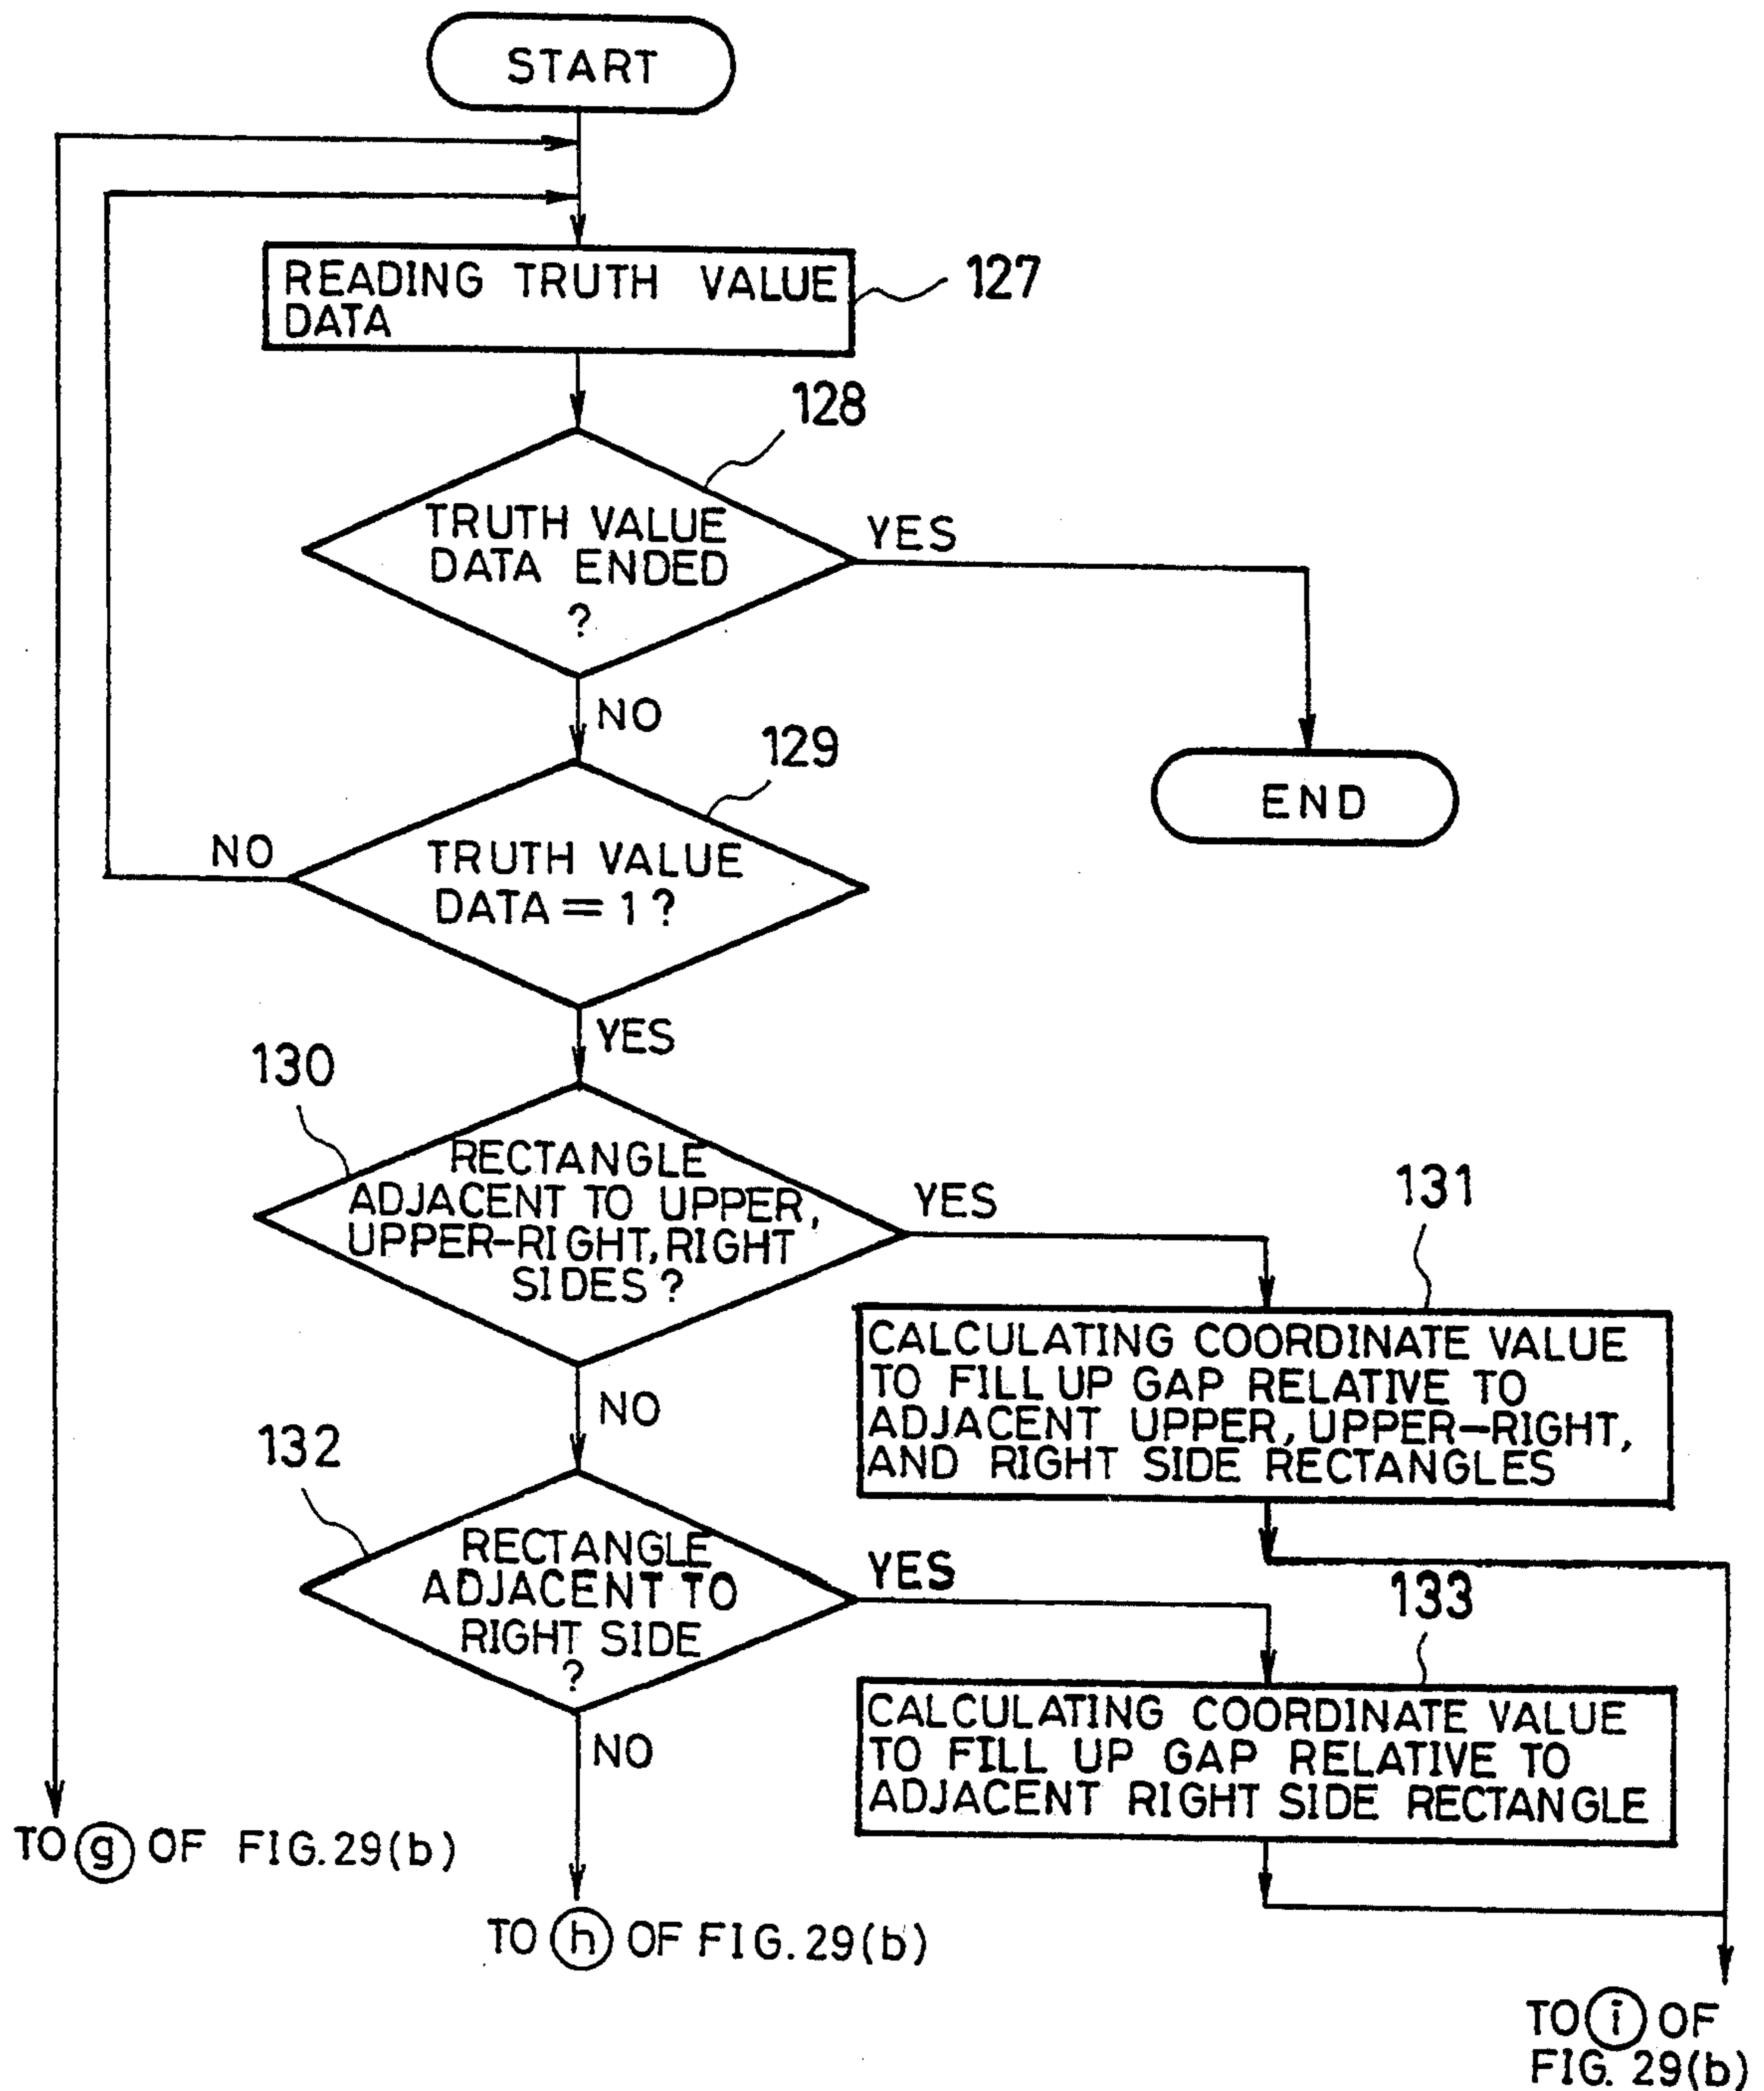 START
READING TRUTH VALUE
DATA
127
128
TRUTH VALUE
DATA ENDED
?
YES
NO
END
129
TRUTH VALUE
DATA = 1 ?
NO
YES
130
RECTANGLE
ADJACENT TO UPPER,
UPPER-RIGHT, RIGHT
SIDES ?
YES
NO
131
CALCULATING COORDINATE VALUE
TO FILL UP GAP RELATIVE TO
ADJACENT UPPER, UPPER-RIGHT,
AND RIGHT SIDE RECTANGLES
132
RECTANGLE
ADJACENT TO
RIGHT SIDE
?
YES
NO
133
CALCULATING COORDINATE VALUE
TO FILL UP GAP RELATIVE TO
ADJACENT RIGHT SIDE RECTANGLE
TO g OF FIG. 29(b)
TO h OF FIG. 29(b)
TO i OF
FIG. 29(b)